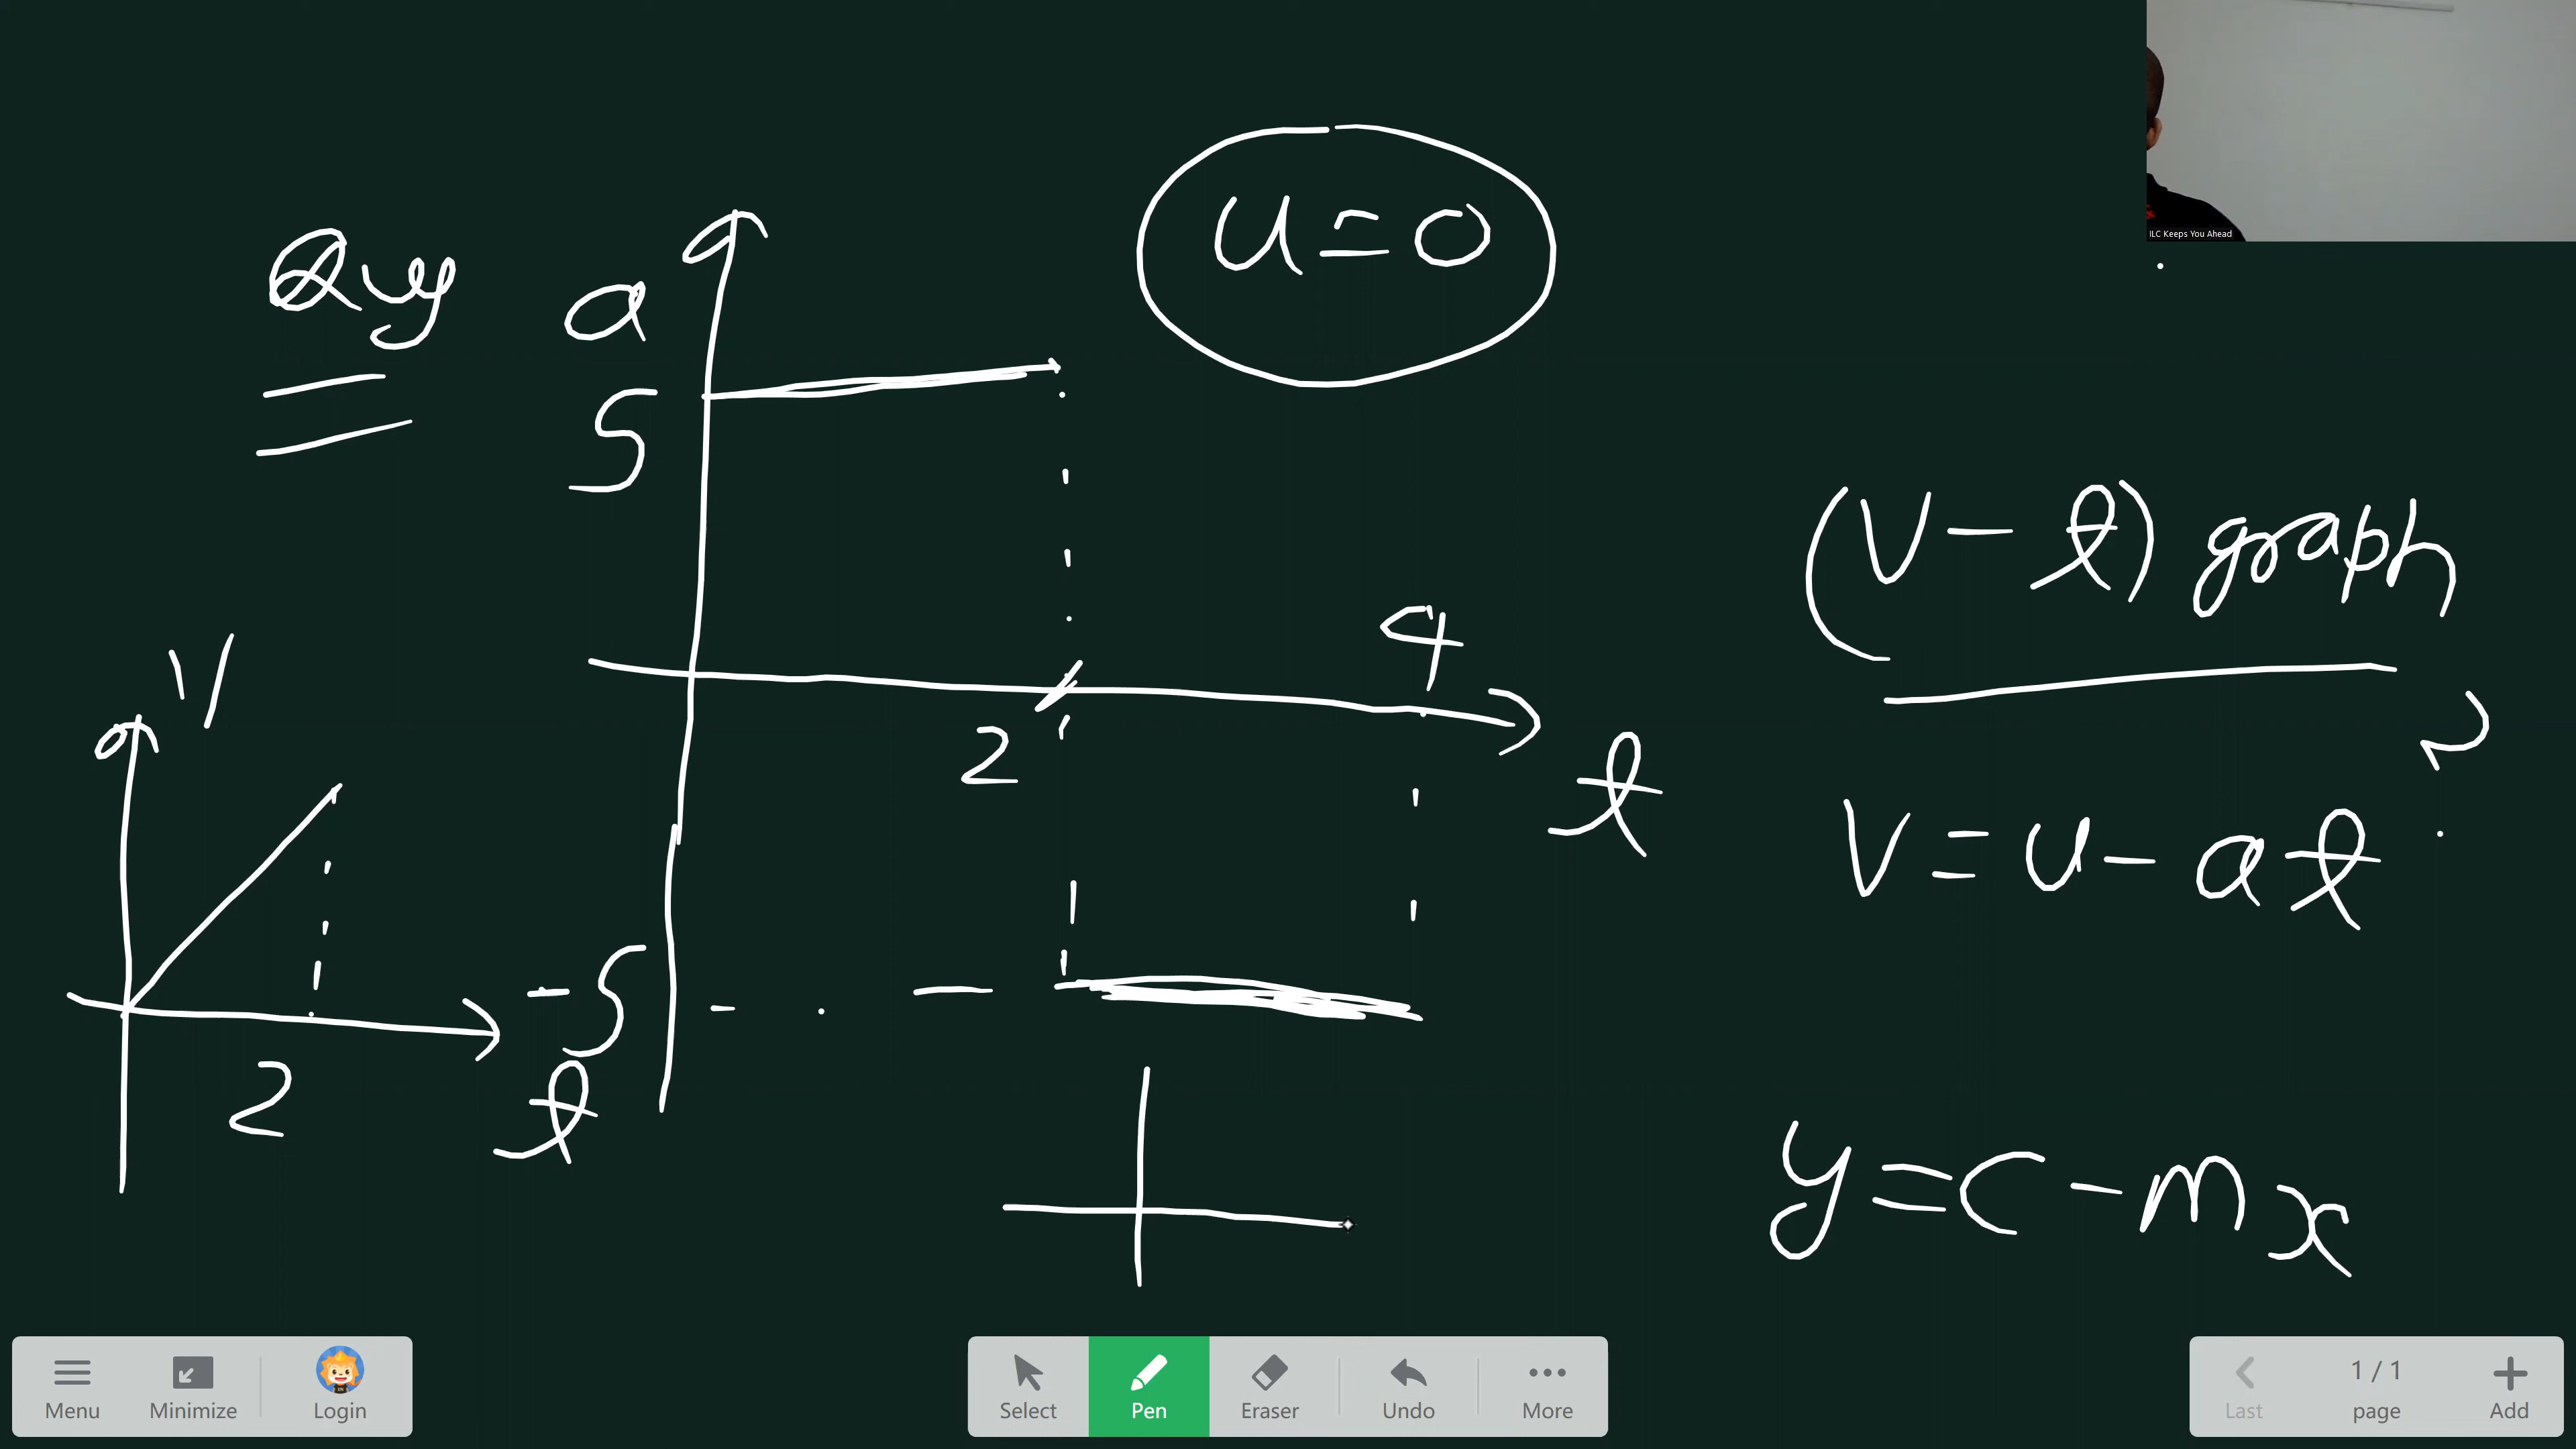 ILC Keeps You Ahead
u=0
Que
a
5
(v-t) graph
?
4
v
2
t
v=u-at
-5
2
t
y=c-mx
Menu
Minimize
Login
Select
Pen
Eraser
Undo
More
Last
1 / 1
page
Add